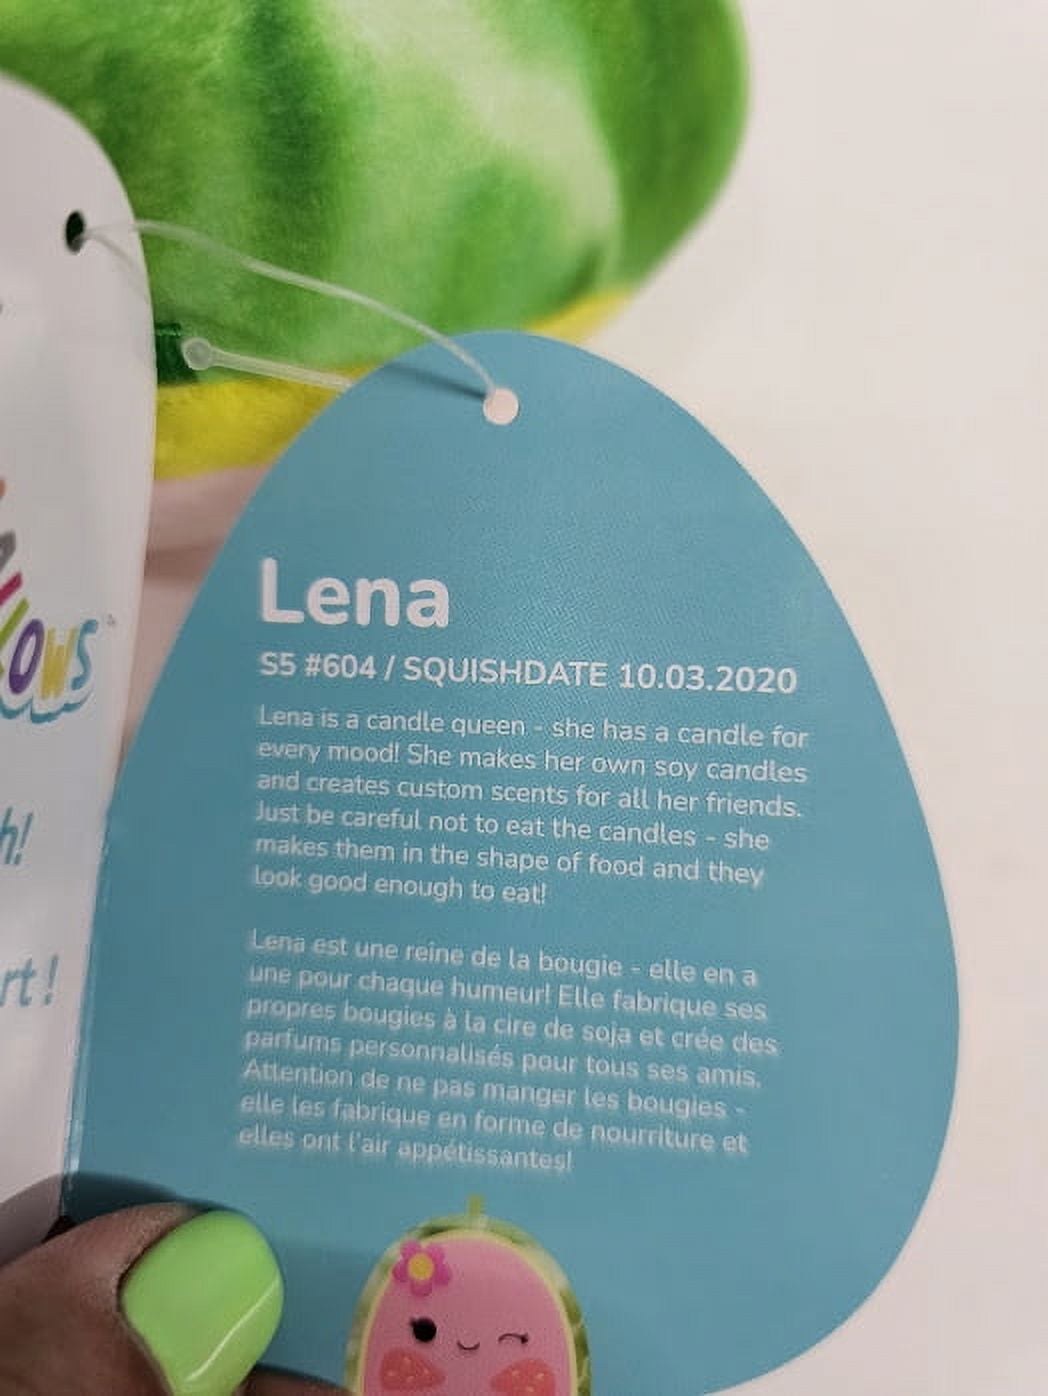 LOWS
h!
rt!
Lena
S5 #604 / SQUISHDATE 10.03.2020
Lena is a candle queen - she has a candle for
every mood! She makes her own soy candles
and creates custom scents for all her friends.
Just be careful not to eat the candles - she
makes them in the shape of food and they
look good enough to eat!
Lena est une reine de la bougie - elle en a
une pour chaque humeur! Elle fabrique ses
propres bougies à la cire de soja et crée des
parfums personnalisés pour tous ses amis.
Attention de ne pas manger les bougies -
elle les fabrique en forme de nourriture et
elles ont l'air appétissantes!